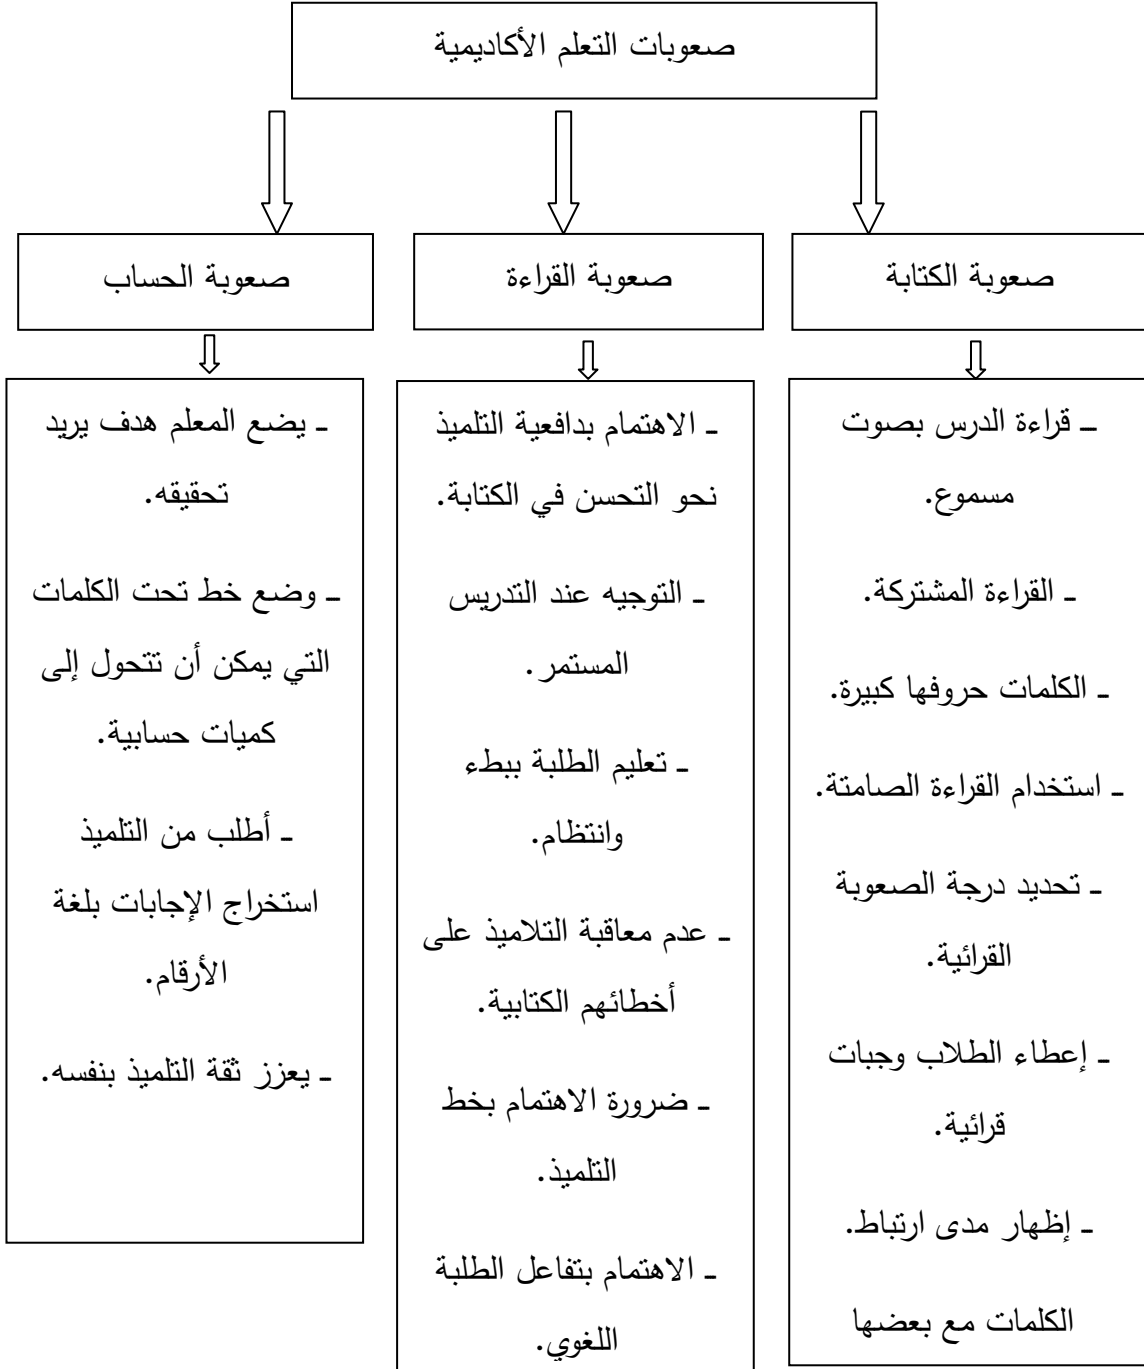 صعوبات التعلم الأكاديمية
صعوبة الكتابة
صعوبة القراءة
صعوبة الحساب
ـ قراءة الدرس بصوت
مسموع.
ـ القراءة المشتركة.
ـ الكلمات حروفها كبيرة.
ـ استخدام القراءة الصامتة.
ـ تحديد درجة الصعوبة
القرائية.
ـ إعطاء الطلاب وجبات
قرائية.
ـ إظهار مدى ارتباط.
الكلمات مع بعضها
ـ الاهتمام بدافعية التلميذ
نحو التحسن في الكتابة.
ـ التوجيه عند التدريس
المستمر.
ـ تعليم الطلبة ببطء
وانتظام.
ـ عدم معاقبة التلاميذ على
أخطائهم الكتابية.
ـ ضرورة الاهتمام بخط
التلميذ.
ـ الاهتمام بتفاعل الطلبة
اللغوي.
ـ يضع المعلم هدف يريد
تحقيقه.
ـ وضع خط تحت الكلمات
التي يمكن أن تتحول إلى
كميات حسابية.
ـ أطلب من التلميذ
استخراج الإجابات بلغة
الأرقام.
ـ يعزز ثقة التلميذ بنفسه.